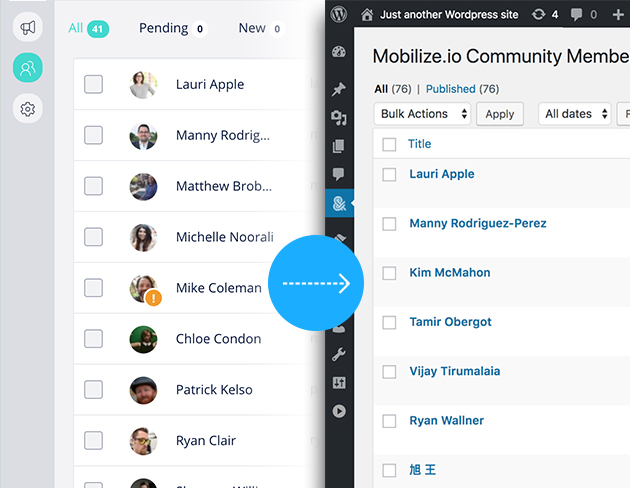 All 41 Pending 0 New 0
Lauri Apple
Manny Rodrig...
Matthew Brob...
Michelle Noorali
Mike Coleman
Chloe Condon
Patrick Kelso
Ryan Clair
Just another Wordpress site 4 0
Mobilize.io Community Membe
All (76) | Published (76)
Bulk Actions Apply All dates
Title
Lauri Apple
Manny Rodriguez-Perez
Kim McMahon
Tamir Obergot
Vijay Tirumalaia
Ryan Wallner
旭 王